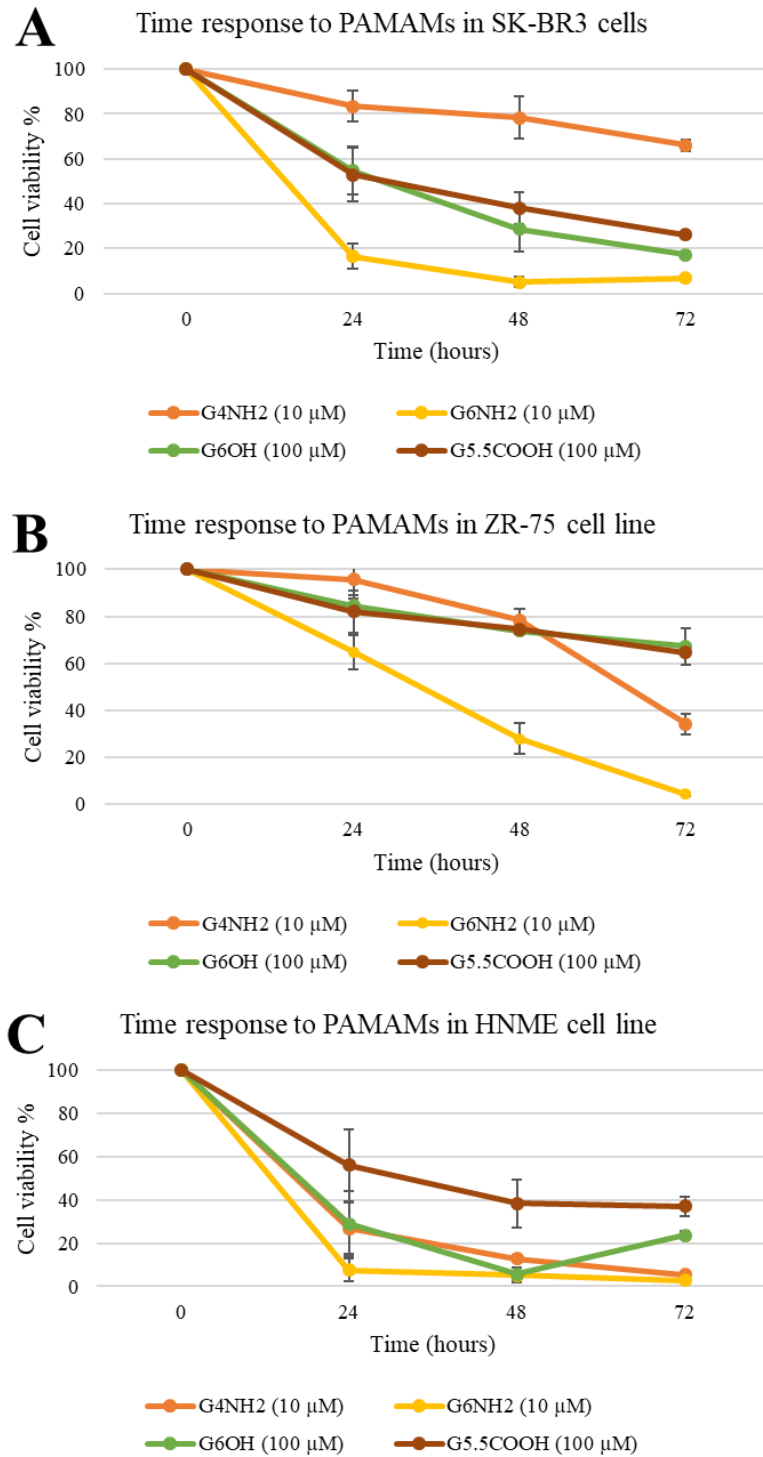 A
Time response to PAMAMs in SK-BR3 cells
100
80
60
40
20
0
Cell viability %
0 24 48 72
Time (hours)
G4NH2 (10 μM) G6NH2 (10 μM)
G6OH (100 μM) G5.5COOH (100 μM)
B
Time response to PAMAMs in ZR-75 cell line
100
80
60
40
20
0
Cell viability %
0 24 48 72
Time (hours)
G4NH2 (10 μM) G6NH2 (10 μM)
G6OH (100 μM) G5.5COOH (100 μM)
C
Time response to PAMAMs in HNME cell line
100
80
60
40
20
0
Cell viability %
0 24 48 72
Time (hours)
G4NH2 (10 μM) G6NH2 (10 μM)
G6OH (100 μM) G5.5COOH (100 μM)